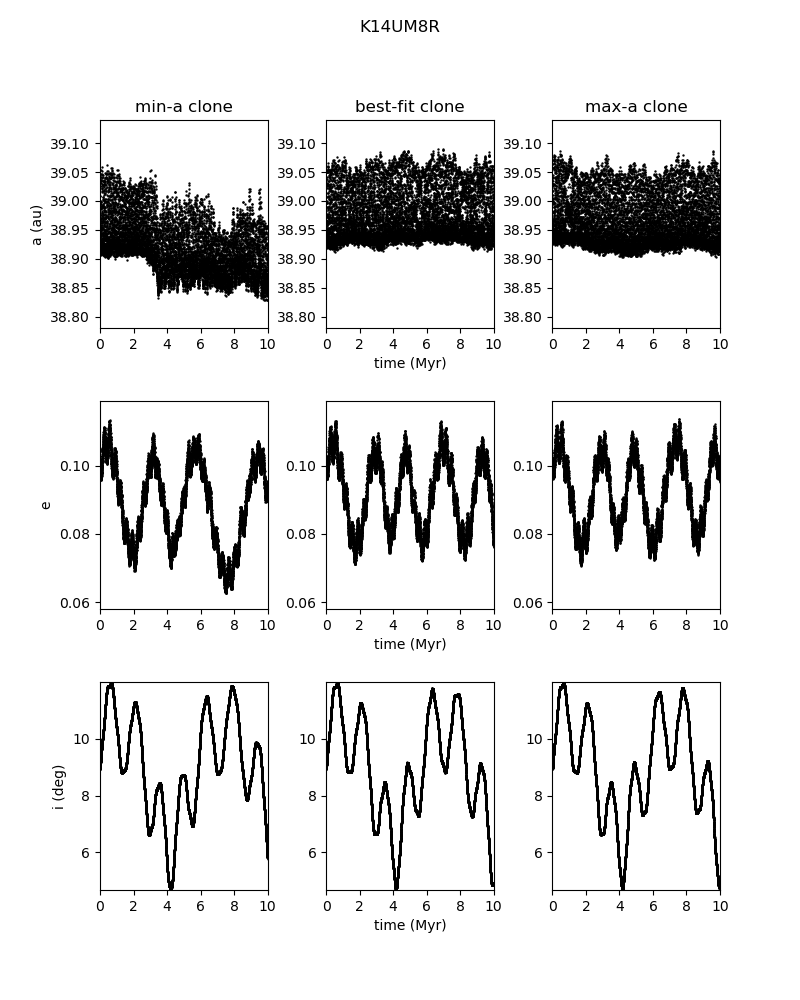 K14UM8R
min-a clone best-fit clone max-a clone
39.10 39.10 39.10
39.05 39.05 39.05
39.00 39.00 39.00
38.95 38.95 38.95
38.90 38.90 38.90
38.85 38.85 38.85
38.80 38.80 38.80
a (au)
0 2 4 6 8 10 0 2 4 6 8 10 0 2 4 6 8 10
time (Myr)
0.10 0.10 0.10
0.08 0.08 0.08
0.06 0.06 0.06
e
0 2 4 6 8 10 0 2 4 6 8 10 0 2 4 6 8 10
time (Myr)
10 10 10
8 8 8
6 6 6
i (deg)
0 2 4 6 8 10 0 2 4 6 8 10 0 2 4 6 8 10
time (Myr)